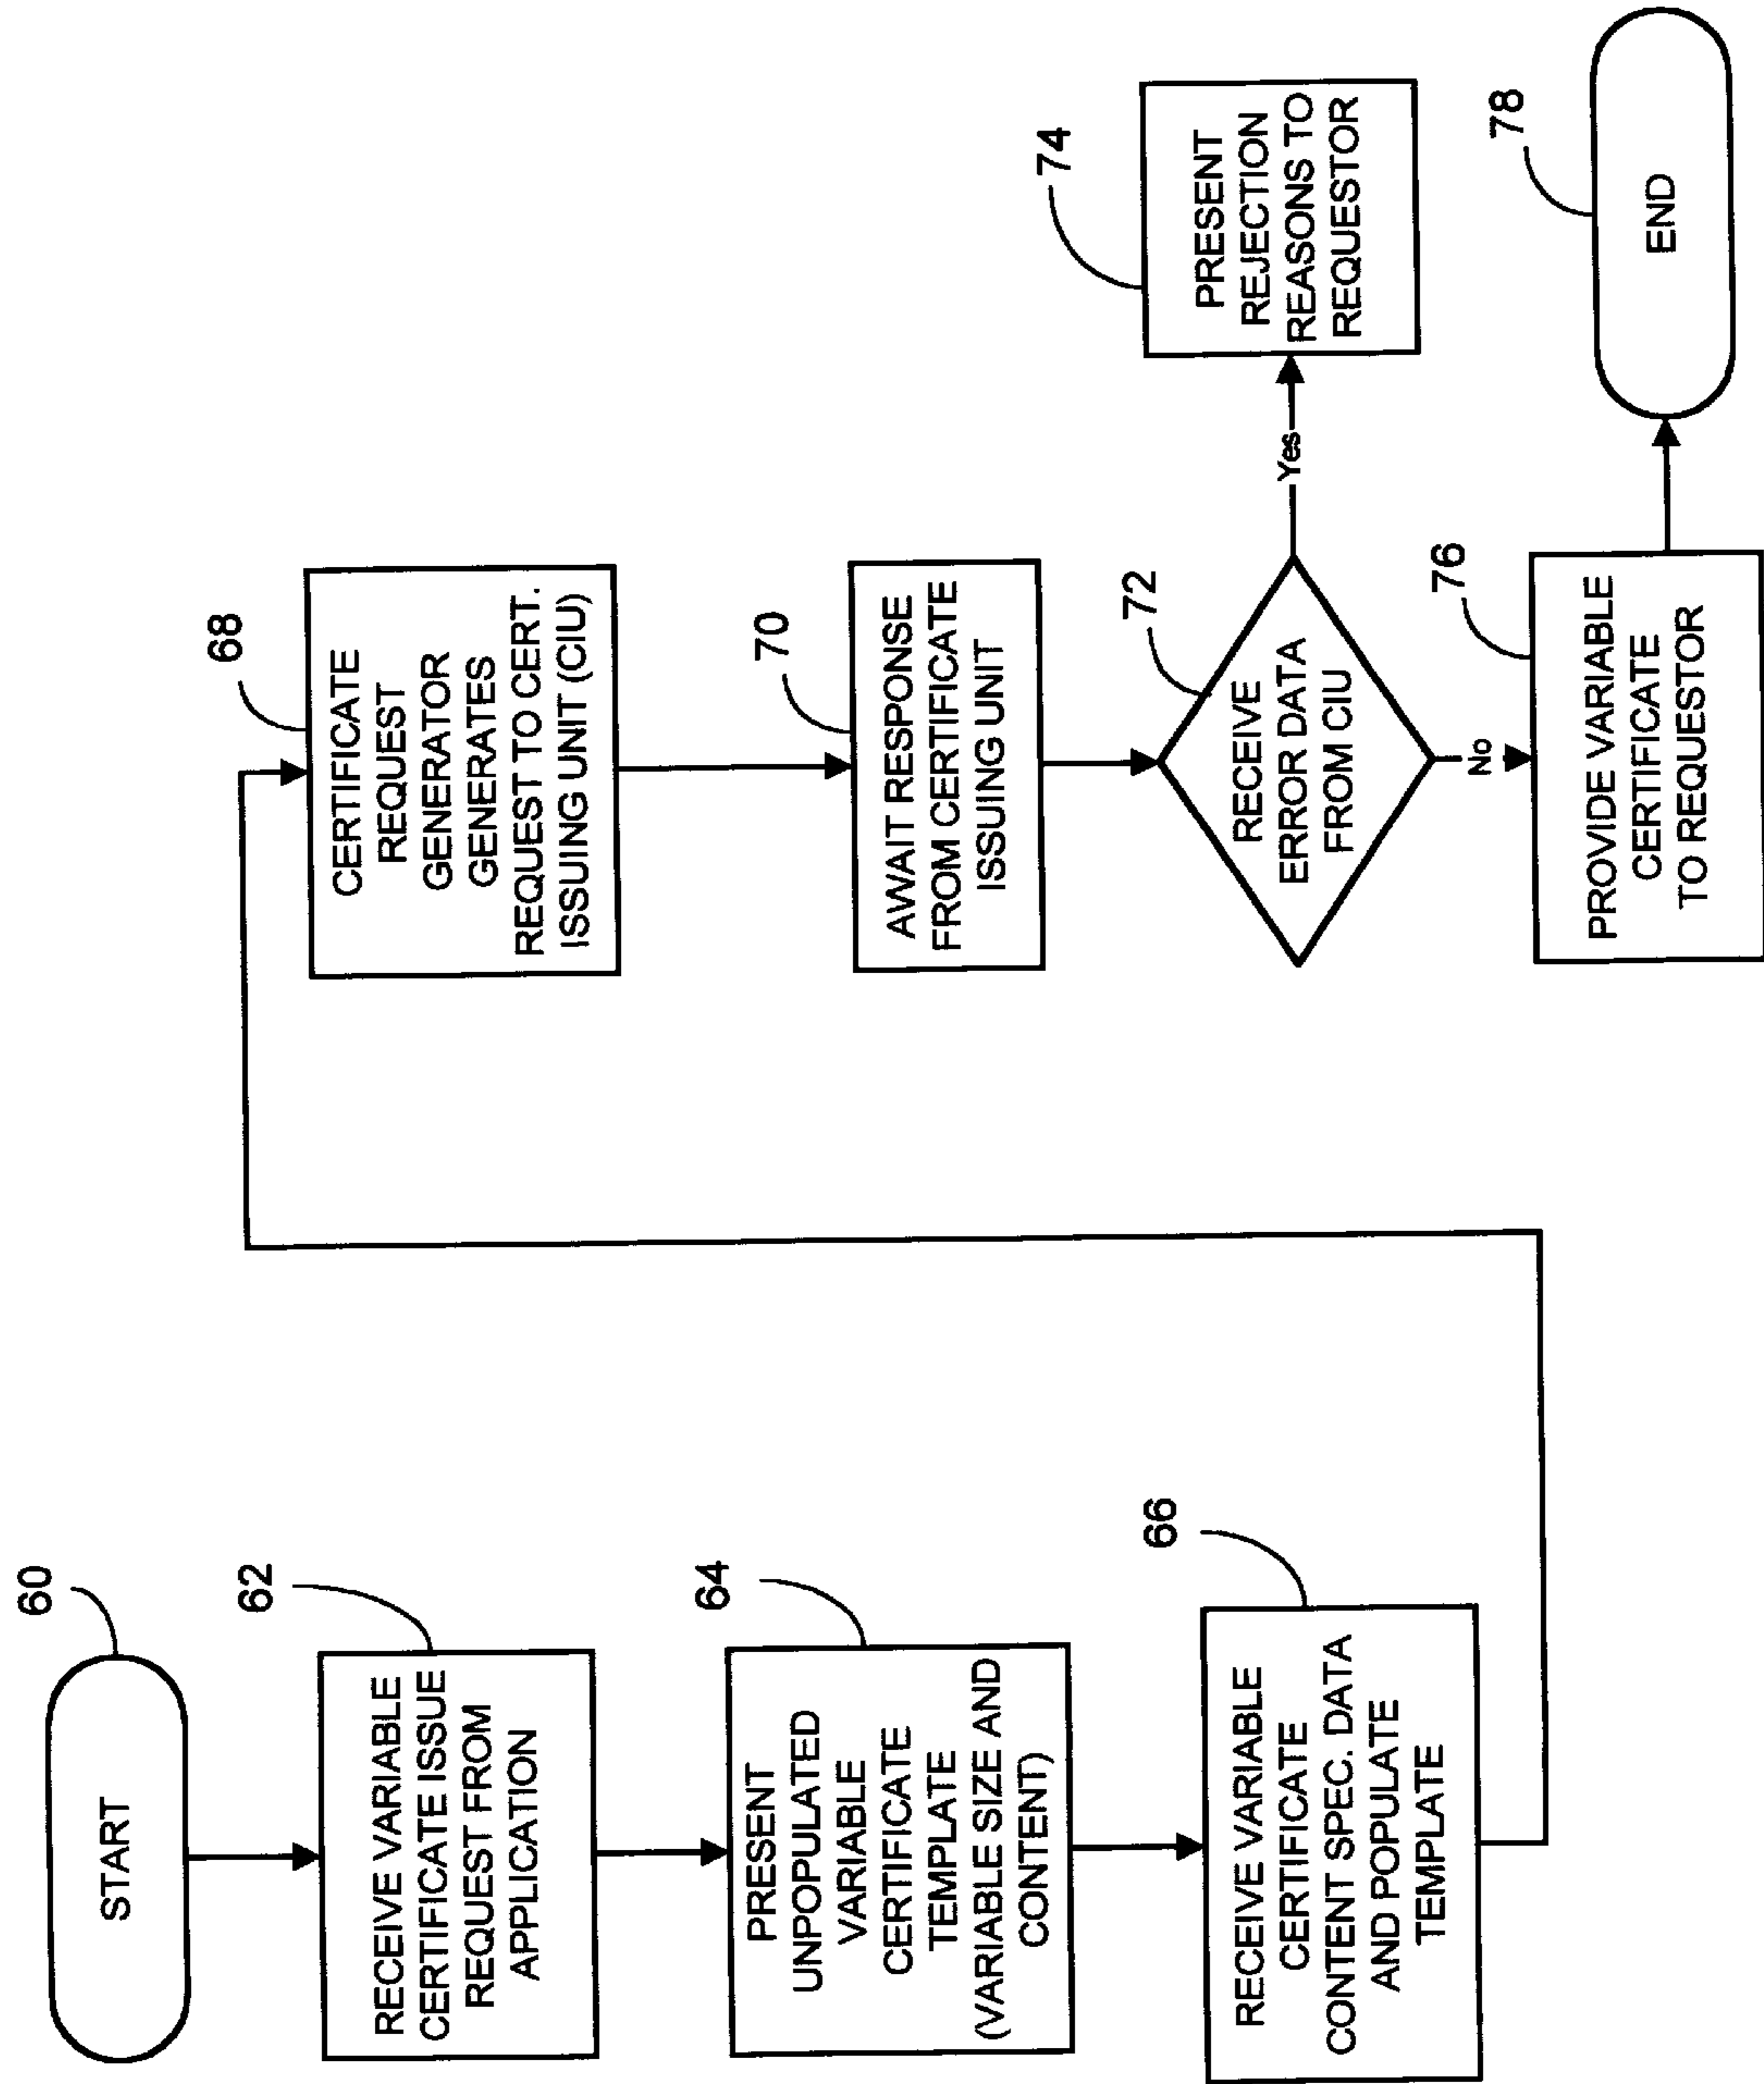 60
START
62
RECEIVE VARIABLE
CERTIFICATE ISSUE
REQUEST FROM
APPLICATION
64
PRESENT
UNPOPULATED
VARIABLE
CERTIFICATE
TEMPLATE
(VARIABLE SIZE AND
CONTENT)
66
RECEIVE VARIABLE
CERTIFICATE
CONTENT SPEC. DATA
AND POPULATE
TEMPLATE
68
CERTIFICATE
REQUEST
GENERATOR
GENERATES
REQUEST TO CERT.
ISSUING UNIT (CIU)
70
AWAIT RESPONSE
FROM CERTIFICATE
ISSUING UNIT
72
RECEIVE
ERROR DATA
FROM CIU
Yes
74
PRESENT
REJECTION
REASONS TO
REQUESTOR
No
76
PROVIDE VARIABLE
CERTIFICATE
TO REQUESTOR
78
END